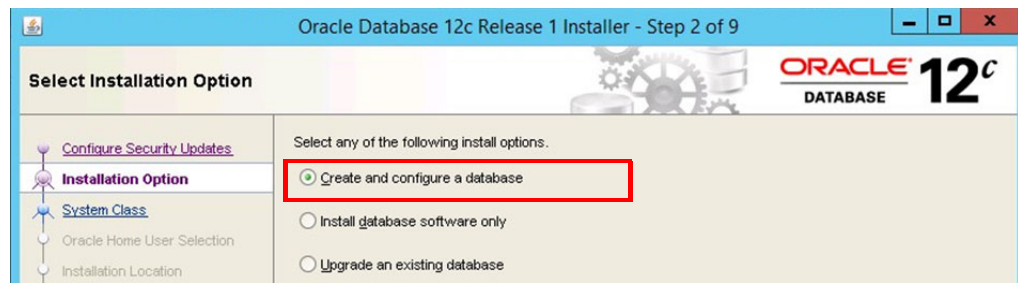 Oracle Database 12c Release 1 Installer - Step 2 of 9
Select Installation Option
ORACLE DATABASE 12c
Configure Security Updates
Installation Option
System Class
Oracle Home User Selection
Installation Location
Select any of the following install options.
Create and configure a database
Install database software only
Upgrade an existing database